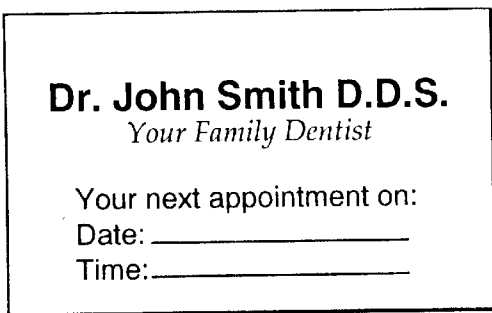 Dr. John Smith D.D.S.
Your Family Dentist
Your next appointment on:
Date:
Time: